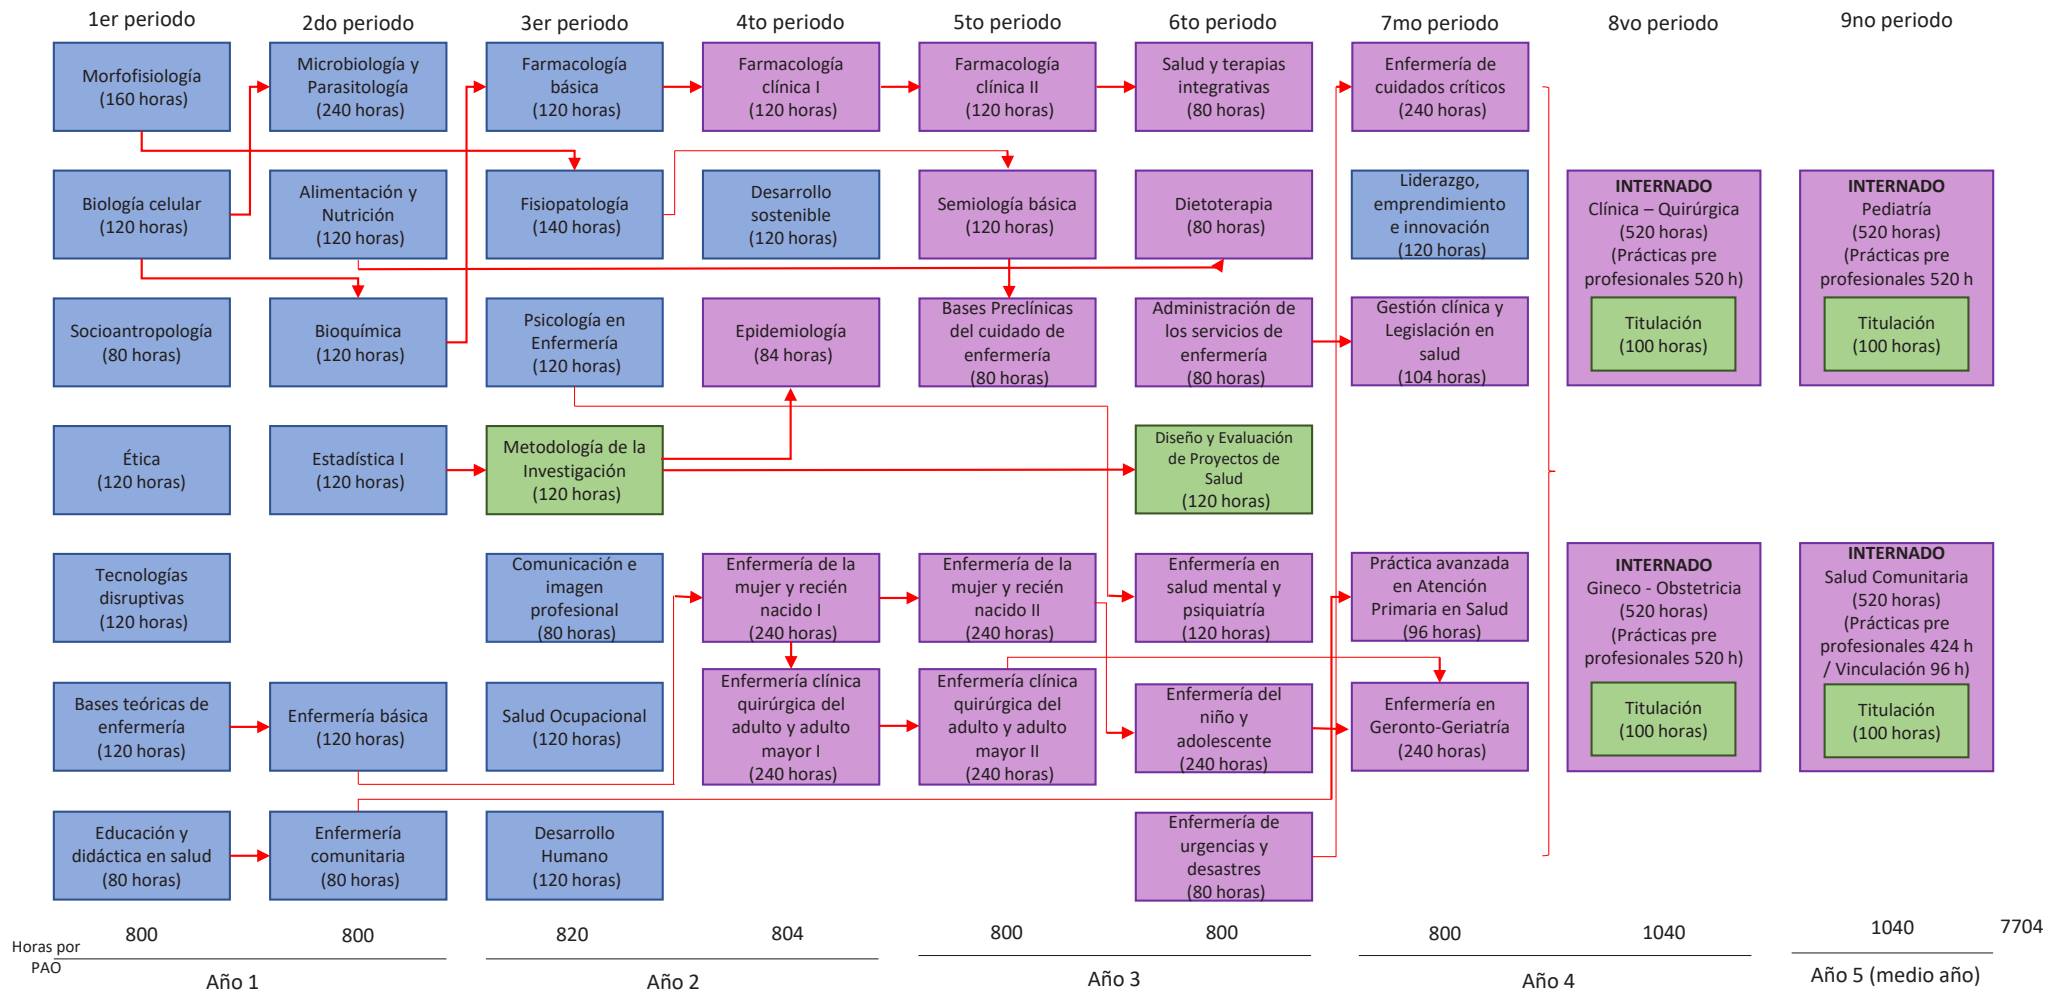 1er periodo
2do periodo
3er periodo
4to periodo
5to periodo
6to periodo
7mo periodo
8vo periodo
9no periodo
Morfofisiología
(160 horas)
Microbiología y
Parasitología
(240 horas)
Farmacología
básica
(120 horas)
Farmacología
clínica I
(120 horas)
Farmacología
clínica II
(120 horas)
Salud y terapias
integrativas
(80 horas)
Enfermería de
cuidados críticos
(240 horas)
Biología celular
(120 horas)
Alimentación y
Nutrición
(120 horas)
Fisiopatología
(140 horas)
Desarrollo
sostenible
(120 horas)
Semiología básica
(120 horas)
Dietoterapia
(80 horas)
Liderazgo,
emprendimiento
e innovación
(120 horas)
INTERNADO
Clínica – Quirúrgica
(520 horas)
(Prácticas pre
profesionales 520 h)
Titulación
(100 horas)
INTERNADO
Pediatría
(520 horas)
(Prácticas pre
profesionales 520 h
Titulación
(100 horas)
Socioantropología
(80 horas)
Bioquímica
(120 horas)
Psicología en
Enfermería
(120 horas)
Epidemiología
(84 horas)
Bases Preclínicas
del cuidado de
enfermería
(80 horas)
Administración de
los servicios de
enfermería
(80 horas)
Gestión clínica y
Legislación en
salud
(104 horas)
Ética
(120 horas)
Estadística I
(120 horas)
Metodología de la
Investigación
(120 horas)
Diseño y Evaluación
de Proyectos de
Salud
(120 horas)
Tecnologías
disruptivas
(120 horas)
Comunicación e
imagen
profesional
(80 horas)
Enfermería de la
mujer y recién
nacido I
(240 horas)
Enfermería de la
mujer y recién
nacido II
(240 horas)
Enfermería en
salud mental y
psiquiatría
(120 horas)
Práctica avanzada
en Atención
Primaria en Salud
(96 horas)
INTERNADO
Gineco - Obstetricia
(520 horas)
(Prácticas pre
profesionales 520 h)
Titulación
(100 horas)
INTERNADO
Salud Comunitaria
(520 horas)
(Prácticas pre
profesionales 424 h
/ Vinculación 96 h)
Titulación
(100 horas)
Bases teóricas de
enfermería
(120 horas)
Enfermería básica
(120 horas)
Salud Ocupacional
(120 horas)
Enfermería clínica
quirúrgica del
adulto y adulto
mayor I
(240 horas)
Enfermería clínica
quirúrgica del
adulto y adulto
mayor II
(240 horas)
Enfermería del
niño y
adolescente
(240 horas)
Enfermería en
Geronto-Geriatría
(240 horas)
Educación y
didáctica en salud
(80 horas)
Enfermería
comunitaria
(80 horas)
Desarrollo
Humano
(120 horas)
Enfermería de
urgencias y
desastres
(80 horas)
Horas por
PAO
800
800
820
804
800
800
800
1040
1040
7704
Año 1
Año 2
Año 3
Año 4
Año 5 (medio año)